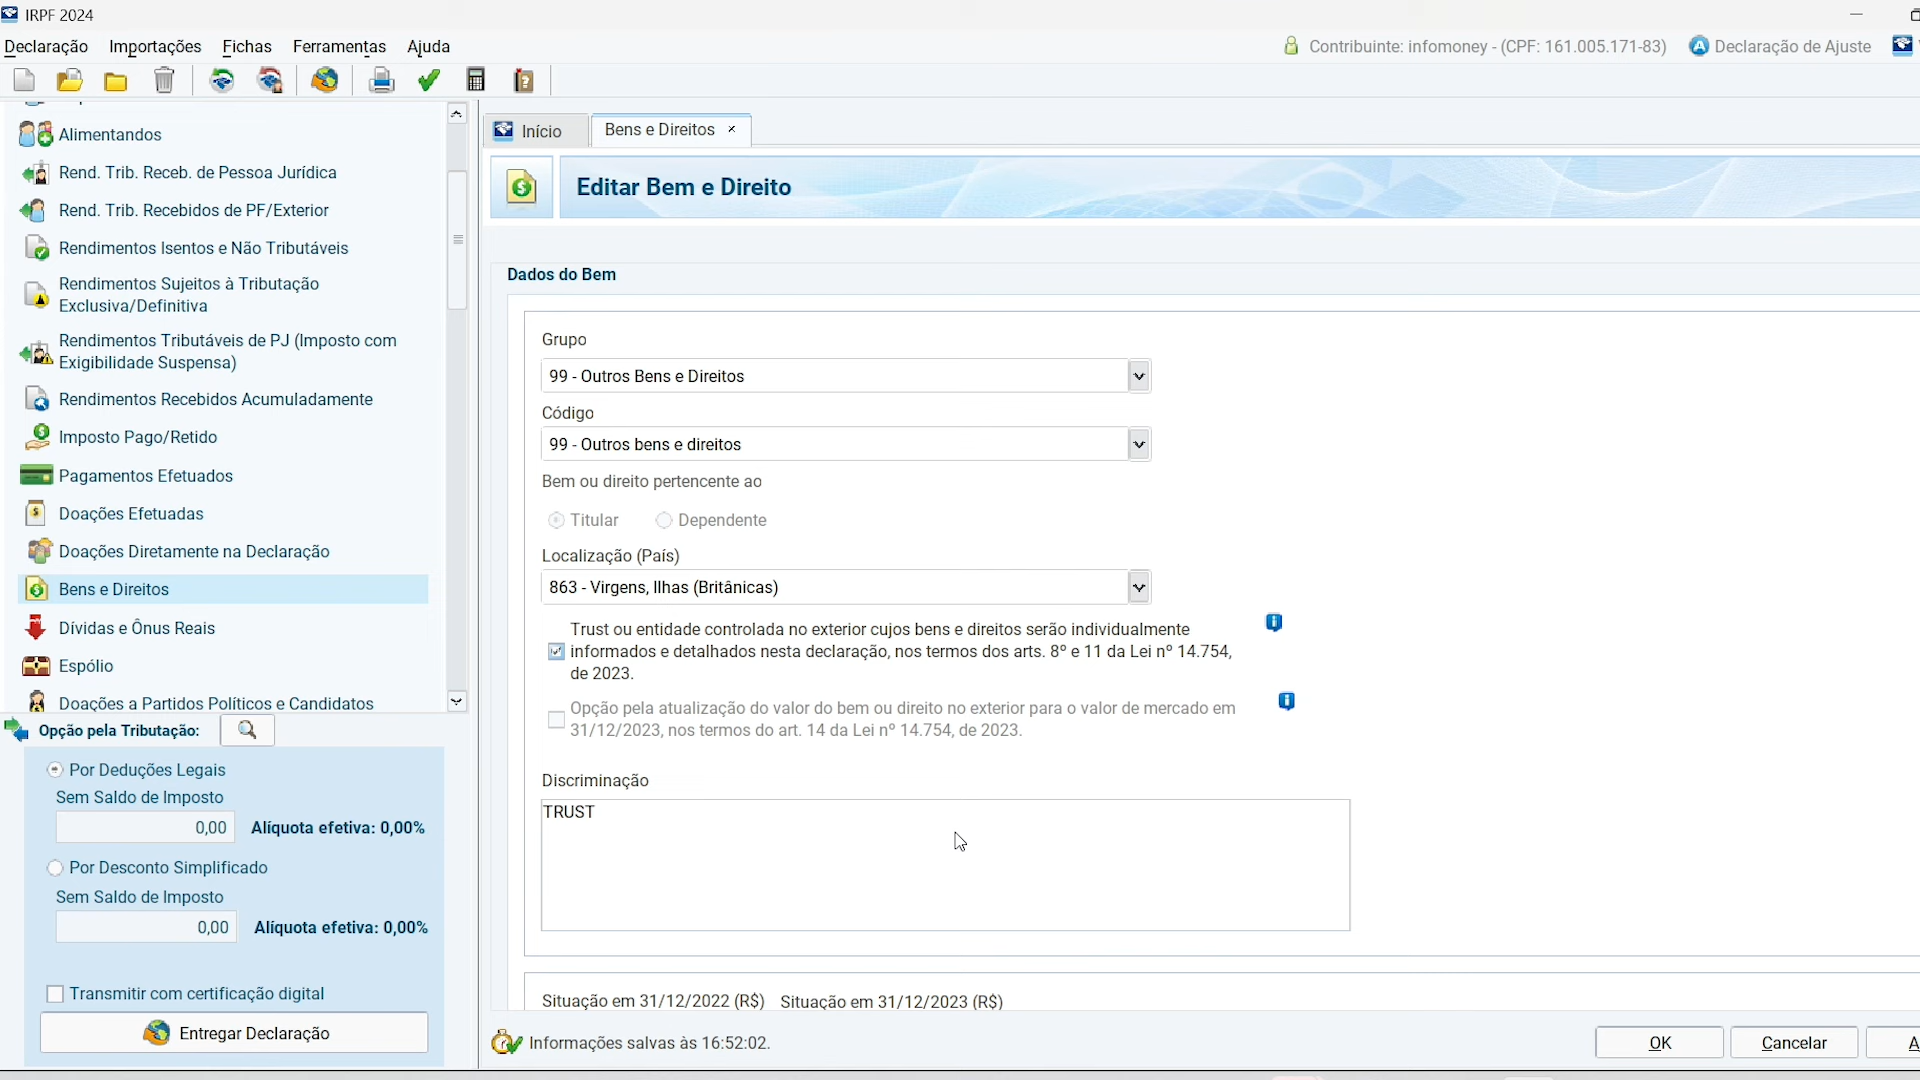 IRPF 2024
Declaração Importações Fichas Ferramentas Ajuda
Contribuinte: infomoney - (CPF: 161.005.171-83) Declaração de Ajuste
Alimentandos
Rend. Trib. Receb. de Pessoa Jurídica
Rend. Trib. Recebidos de PF/Exterior
Rendimentos Isentos e Não Tributáveis
Rendimentos Sujeitos à Tributação
Exclusiva/Definitiva
Rendimentos Tributáveis de PJ (Imposto com
Exigibilidade Suspensa)
Rendimentos Recebidos Acumuladamente
Imposto Pago/Retido
Pagamentos Efetuados
Doações Efetuadas
Doações Diretamente na Declaração
Bens e Direitos
Dívidas e Ônus Reais
Espólio
Doações a Partidos Políticos e Candidatos
Opção pela Tributação:
Por Deduções Legais
Sem Saldo de Imposto
0,00 Alíquota efetiva: 0,00%
Por Desconto Simplificado
Sem Saldo de Imposto
0,00 Alíquota efetiva: 0,00%
Transmitir com certificação digital
Entregar Declaração
Início Bens e Direitos ×
Editar Bem e Direito
Dados do Bem
Grupo
99 - Outros Bens e Direitos
Código
99 - Outros bens e direitos
Bem ou direito pertencente ao
Titular Dependente
Localização (País)
863 - Virgens, Ilhas (Britânicas)
Trust ou entidade controlada no exterior cujos bens e direitos serão individualmente
informados e detalhados nesta declaração, nos termos dos arts. 8º e 11 da Lei nº 14.754,
de 2023.
Opção pela atualização do valor do bem ou direito no exterior para o valor de mercado em
31/12/2023, nos termos do art. 14 da Lei nº 14.754, de 2023.
Discriminação
TRUST
Situação em 31/12/2022 (R$) Situação em 31/12/2023 (R$)
Informações salvas às 16:52:02.
OK Cancelar